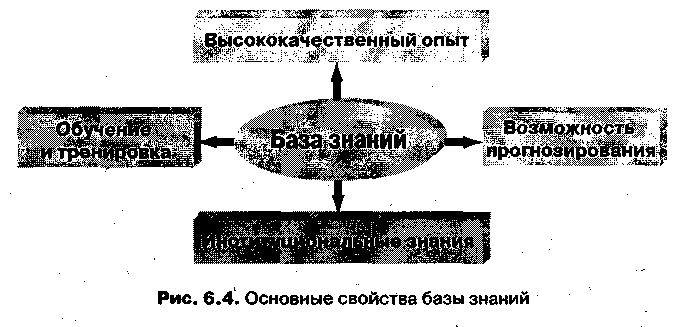 Высококачественный опыт
Обучение
и тренировка
База знаний
Возможность
прогнозирования
Институциональные знания
Рис. 6.4. Основные свойства базы знаний